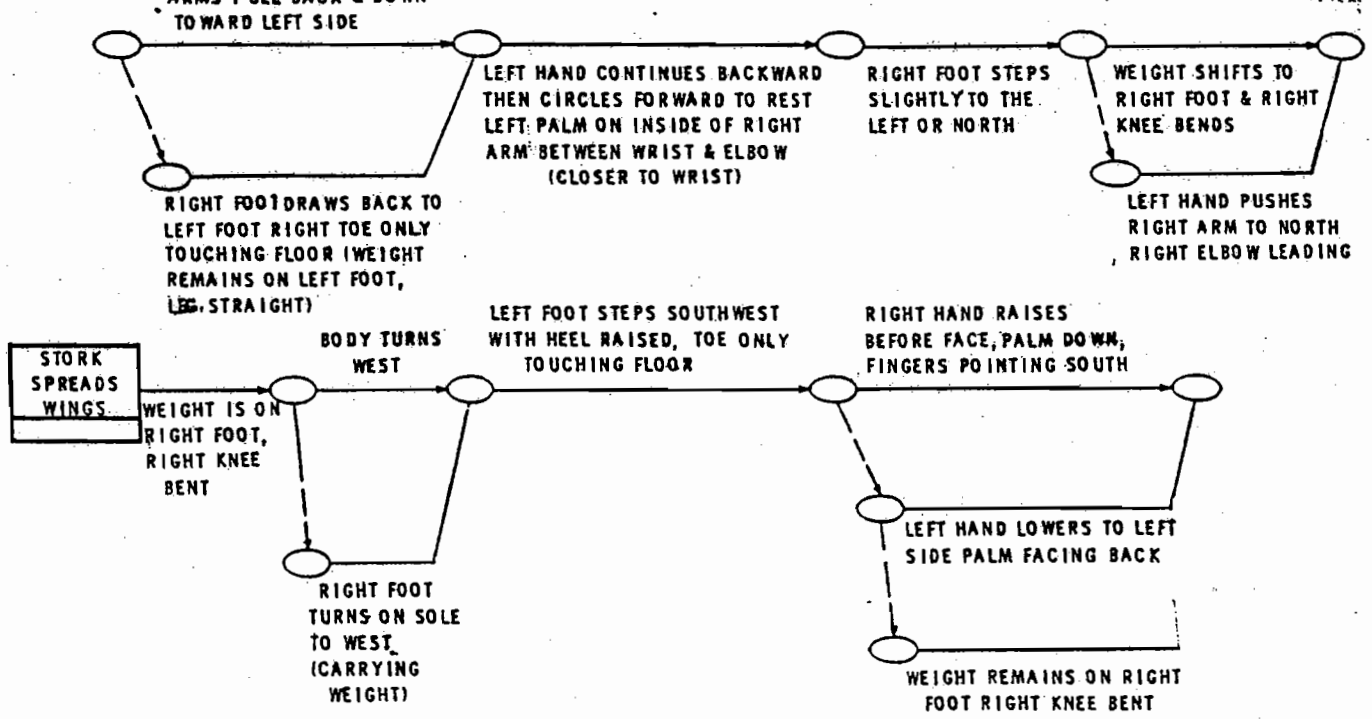 TOWARD LEFT SIDE
LEFT HAND CONTINUES BACKWARD
THEN CIRCLES FORWARD TO REST
LEFT PALM ON INSIDE OF RIGHT
ARM BETWEEN WRIST & ELBOW
(CLOSER TO WRIST)
RIGHT FOOT STEPS
SLIGHTLY TO THE
LEFT OR NORTH
WEIGHT SHIFTS TO
RIGHT FOOT & RIGHT
KNEE BENDS
RIGHT FOOT DRAWS BACK TO
LEFT FOOT RIGHT TOE ONLY
TOUCHING FLOOR (WEIGHT
REMAINS ON LEFT FOOT,
LEG STRAIGHT)
LEFT HAND PUSHES
RIGHT ARM TO NORTH
RIGHT ELBOW LEADING
STORK
SPREADS
WINGS
WEIGHT IS ON
RIGHT FOOT,
RIGHT KNEE
BENT
BODY TURNS
WEST
LEFT FOOT STEPS SOUTHWEST
WITH HEEL RAISED, TOE ONLY
TOUCHING FLOOR
RIGHT HAND RAISES
BEFORE FACE, PALM DOWN,
FINGERS POINTING SOUTH
RIGHT FOOT
TURNS ON SOLE
TO WEST
(CARRYING
WEIGHT)
LEFT HAND LOWERS TO LEFT
SIDE PALM FACING BACK
WEIGHT REMAINS ON RIGHT
FOOT RIGHT KNEE BENT